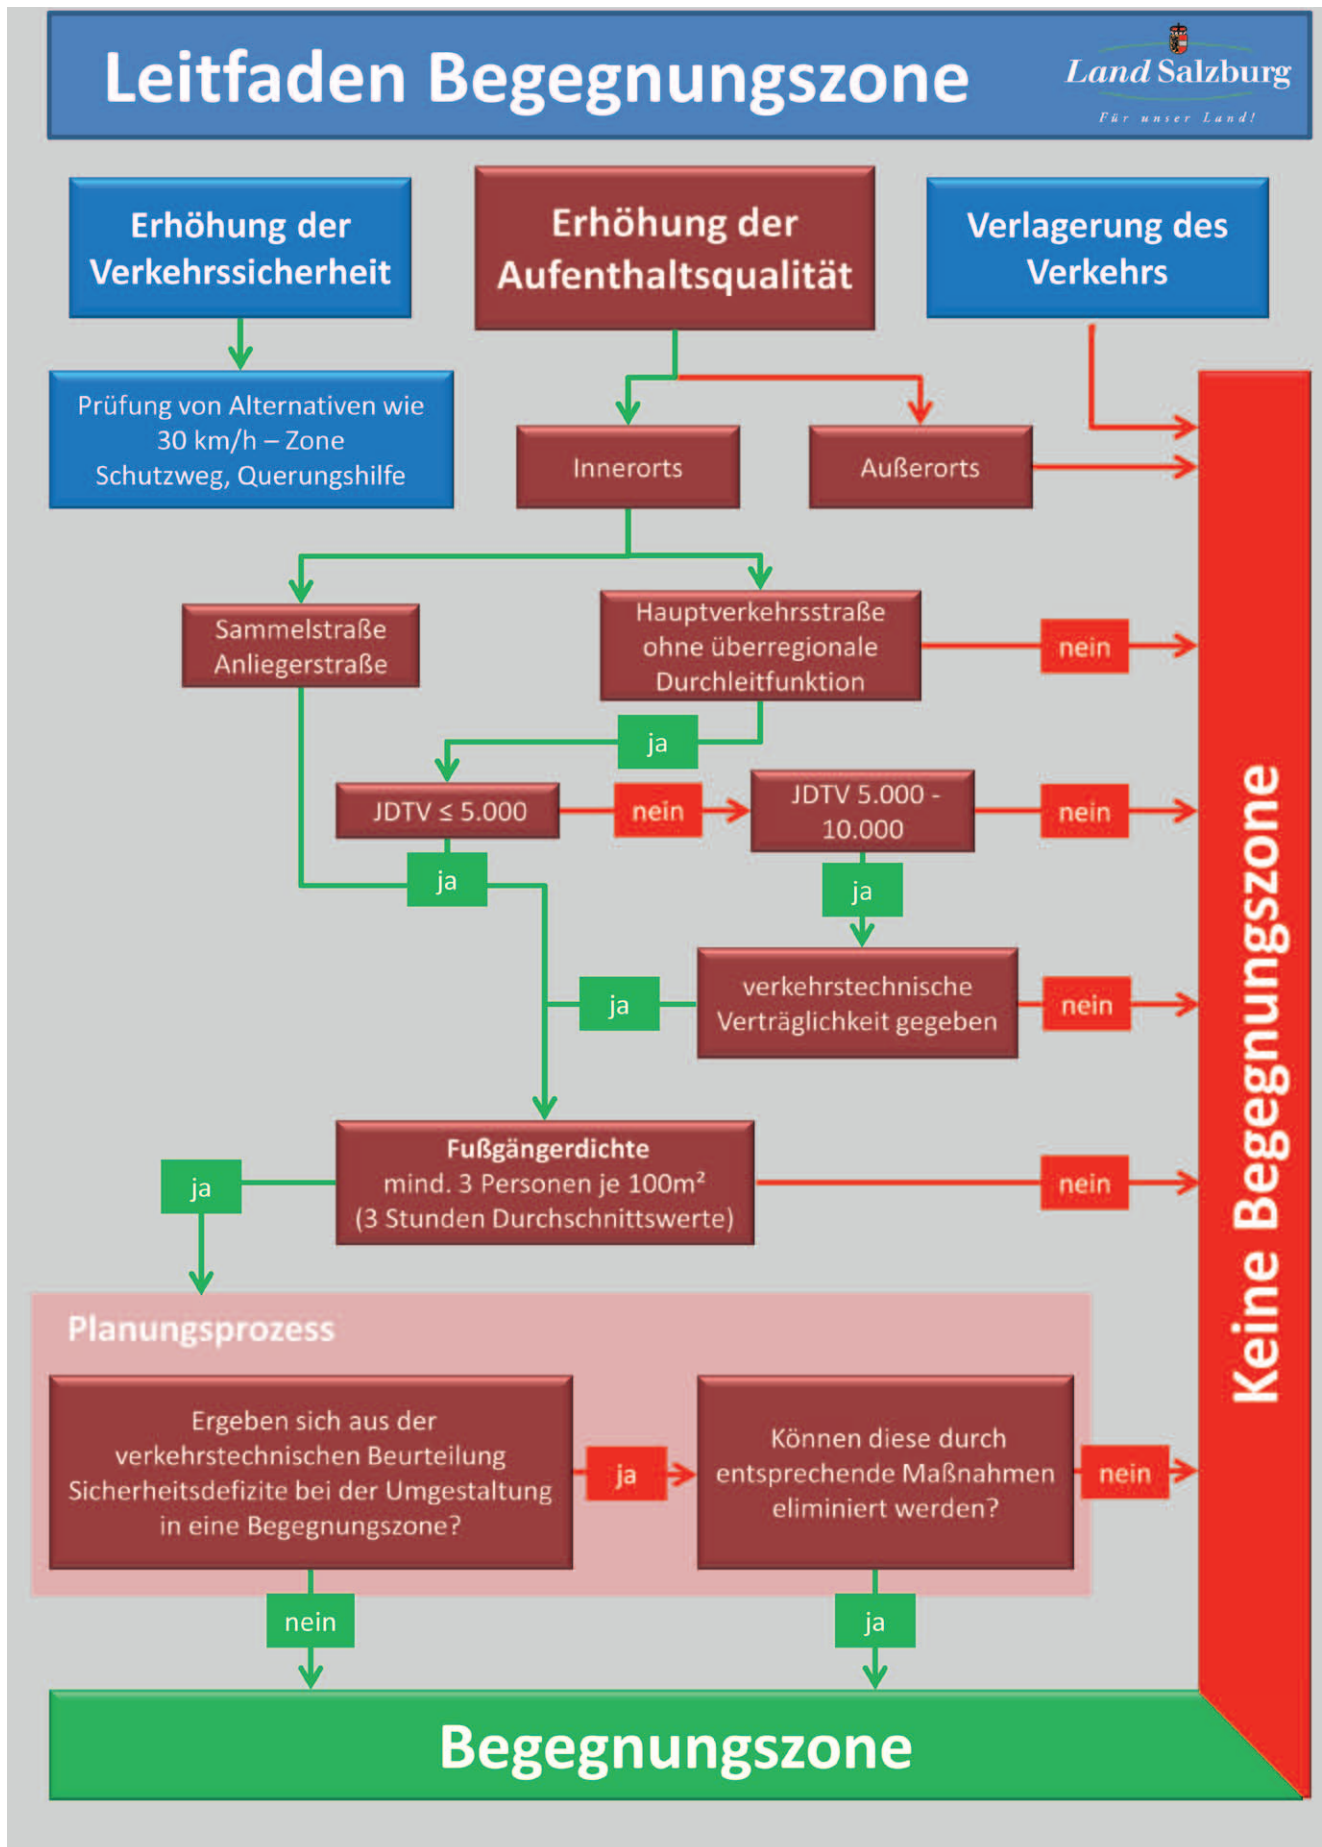 Leitfaden Begegnungszone
Land Salzburg
Für unser Land!
Erhöhung der
Verkehrssicherheit
Erhöhung der
Aufenthaltsqualität
Verlagerung des
Verkehrs
Prüfung von Alternativen wie
30 km/h – Zone
Schutzweg, Querungshilfe
Innerorts
Außerorts
Sammelstraße
Anliegerstraße
Hauptverkehrsstraße
ohne überregionale
Durchleitfunktion
nein
ja
JDTV ≤ 5.000
nein
JDTV 5.000 -
10.000
nein
ja
ja
verkehrstechnische
Verträglichkeit gegeben
ja
nein
Fußgängerdichte
mind. 3 Personen je 100m²
(3 Stunden Durchschnittswerte)
ja
nein
Planungsprozess
Ergeben sich aus der
verkehrstechnischen Beurteilung
Sicherheitsdefizite bei der Umgestaltung
in eine Begegnungszone?
ja
Können diese durch
entsprechende Maßnahmen
eliminiert werden?
nein
nein
ja
Keine Begegnungszone
Begegnungszone